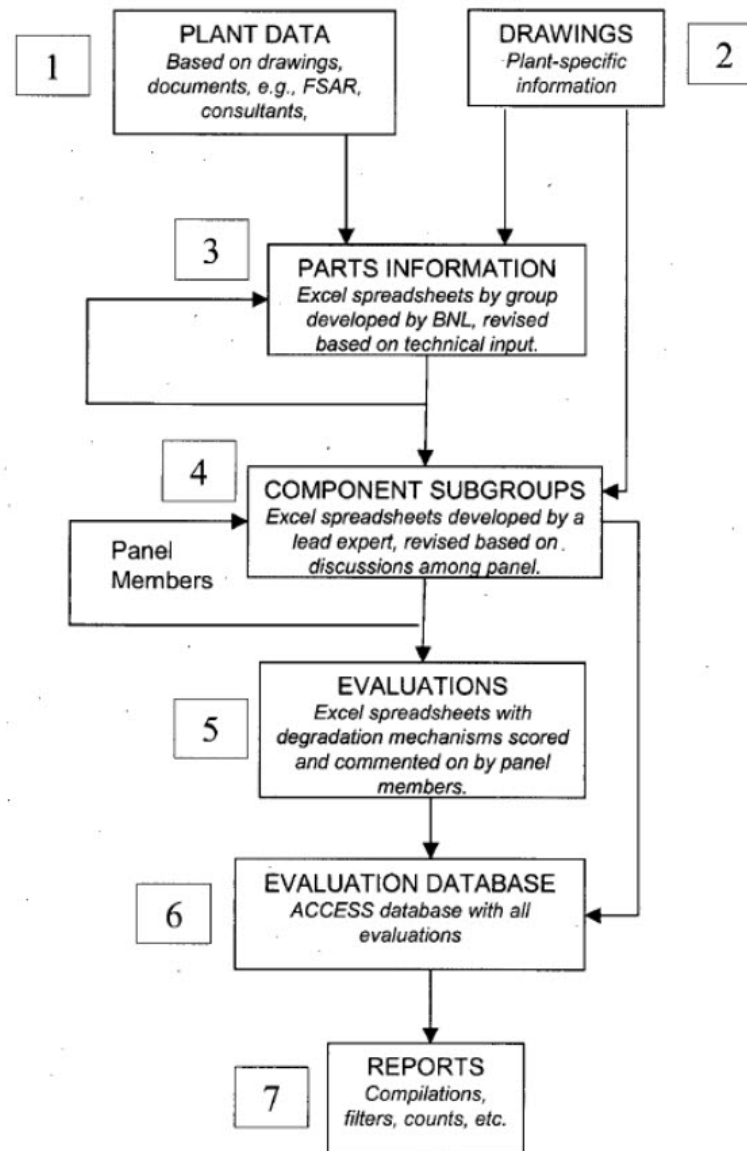 1
PLANT DATA
Based on drawings,
documents, e.g., FSAR,
consultants,
DRAWINGS
Plant-specific
information
2
3
PARTS INFORMATION
Excel spreadsheets by group
developed by BNL, revised
based on technical input.
4
COMPONENT SUBGROUPS
Excel spreadsheets developed by a
lead expert, revised based on
discussions among panel.
Panel
Members
5
EVALUATIONS
Excel spreadsheets with
degradation mechanisms scored
and commented on by panel
members.
6
EVALUATION DATABASE
ACCESS database with all
evaluations
7
REPORTS
Compilations,
filters, counts, etc.